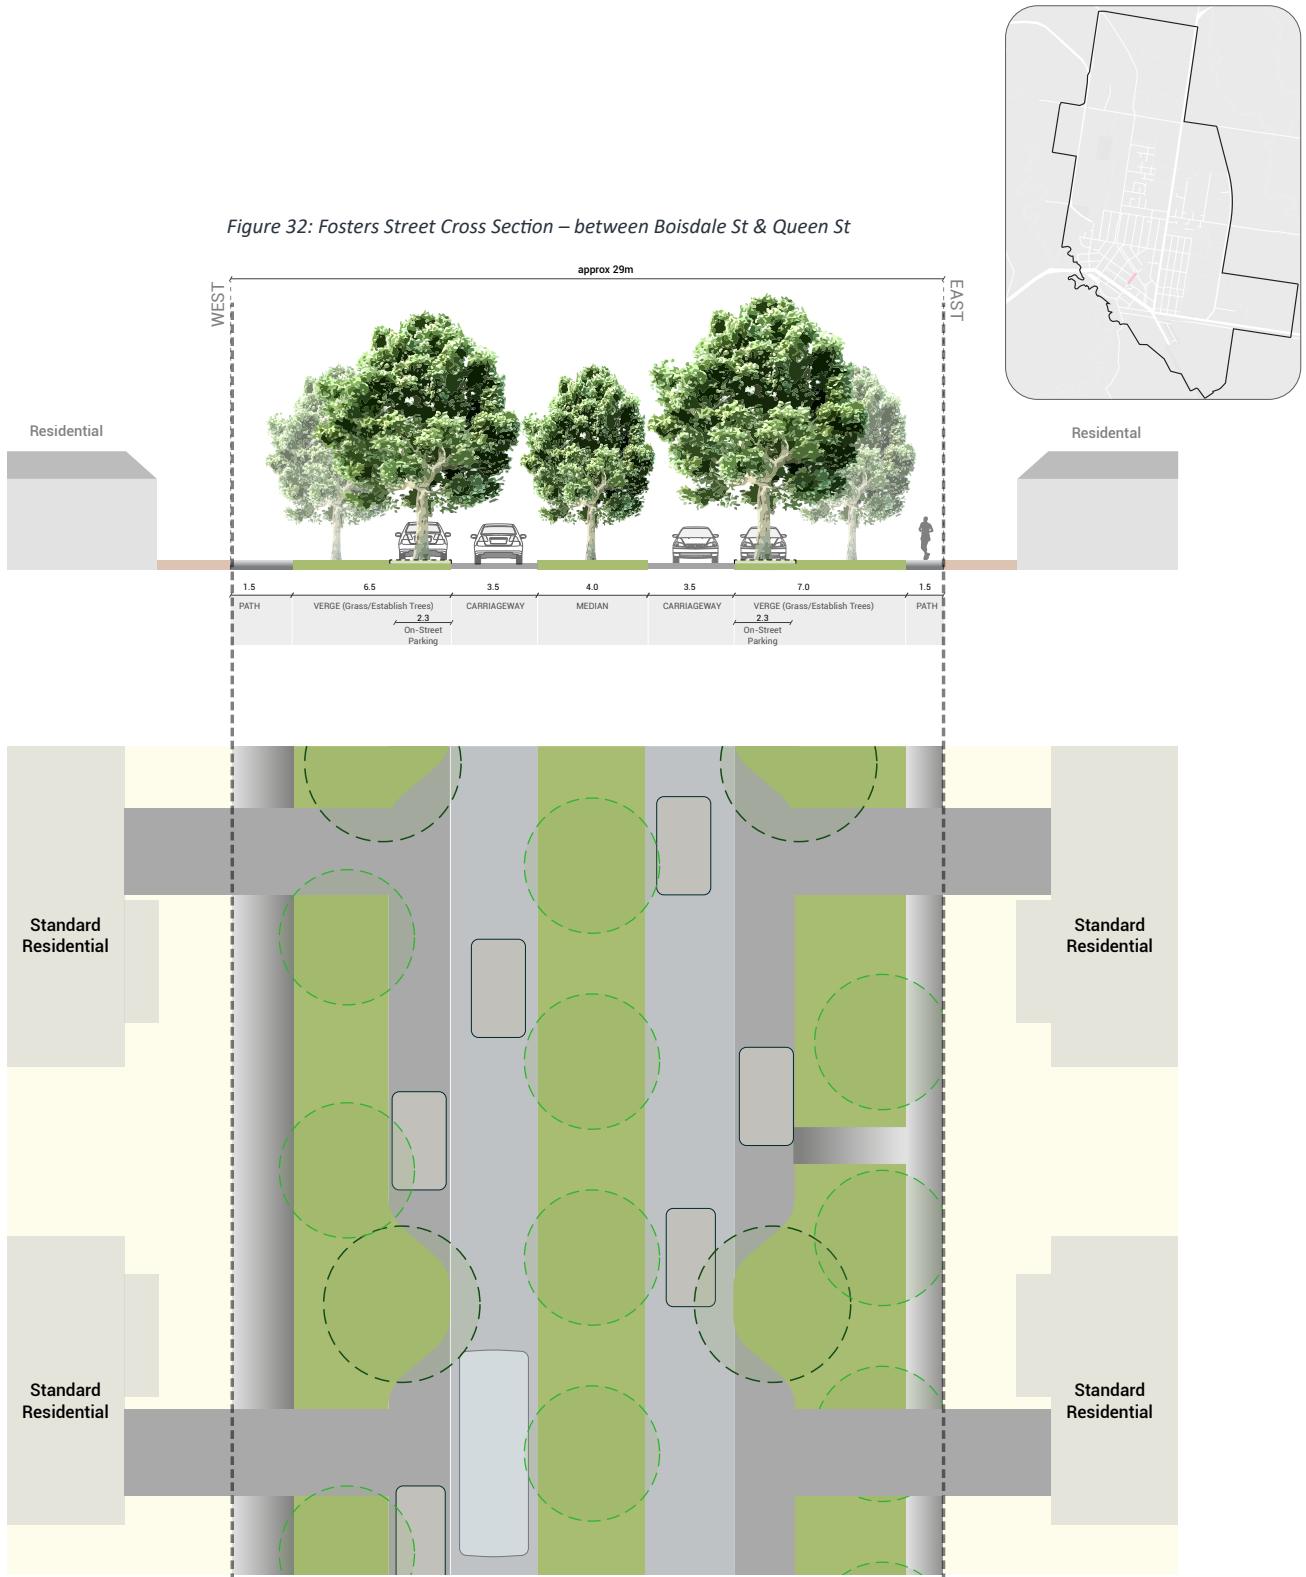 Figure 32: Fosters Street Cross Section – between Boisdale St & Queen St
approx 29m
WEST
EAST
Residential
Residental
1.5
6.5
3.5
4.0
3.5
7.0
1.5
PATH
VERGE (Grass/Establish Trees)
CARRIAGEWAY
MEDIAN
CARRIAGEWAY
VERGE (Grass/Establish Trees)
PATH
2.3
On-Street
Parking
2.3
On-Street
Parking
Standard
Residential
Standard
Residential
Standard
Residential
Standard
Residential